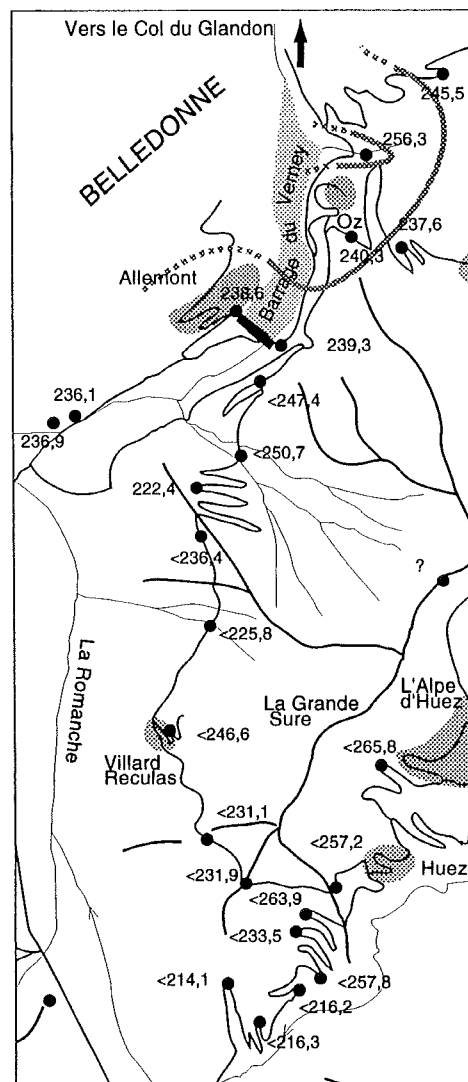 Vers le Col du Glandon
245,5
BELLEDONNE
256,3
Barrage du Verney
Oz
237,6
240,3
Allemont
238,6
239,3
236,1
<247,4
236,9
<250,7
222,4
<236,4
?
<225,8
La Romanche
L'Alpe
d'Huez
La Grande
Sure
<246,6
<265,8
Villard
Reculas
<231,1
<257,2
Huez
<231,9
<263,9
<233,5
<214,1
<257,8
<216,2
<216,3